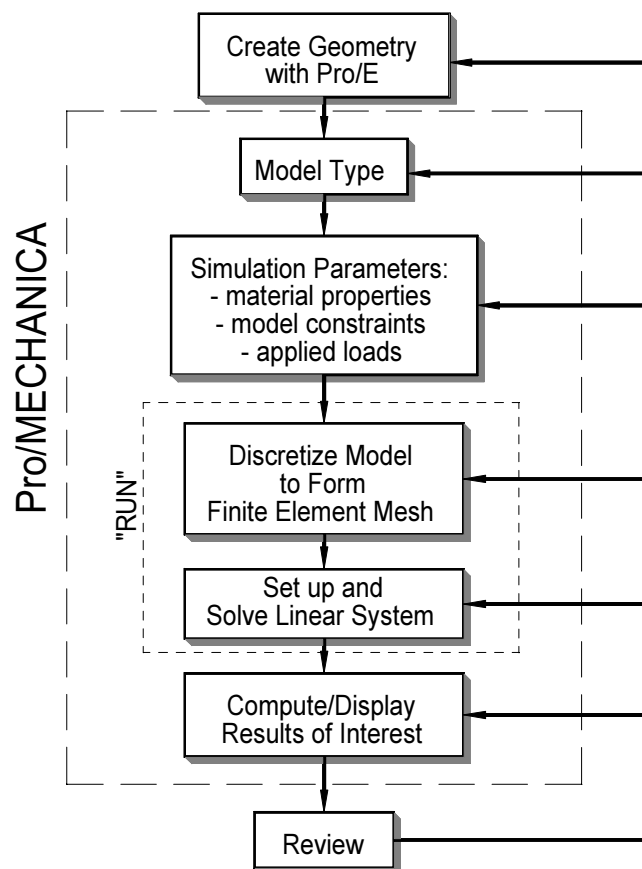 Create Geometry
with Pro/E
Model Type
Simulation Parameters:
- material properties
- model constraints
- applied loads
Pro/MECHANICA
"RUN"
Discretize Model
to Form
Finite Element Mesh
Set up and
Solve Linear System
Compute/Display
Results of Interest
Review